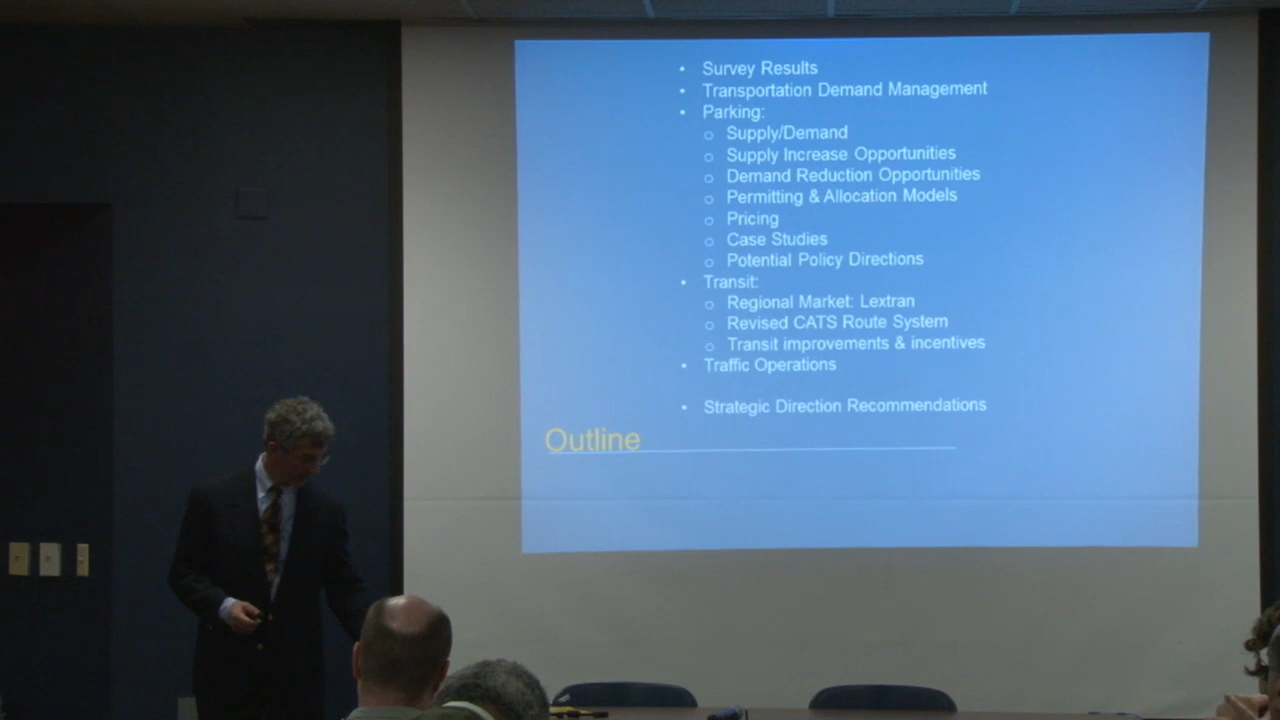 • Survey Results
• Transportation Demand Management
• Parking:
o Supply/Demand
o Supply Increase Opportunities
o Demand Reduction Opportunities
o Permitting & Allocation Models
o Pricing
o Case Studies
o Potential Policy Directions
• Transit:
o Regional Market: Lextran
o Revised CATS Route System
o Transit improvements & incentives
• Traffic Operations
• Strategic Direction Recommendations
Outline